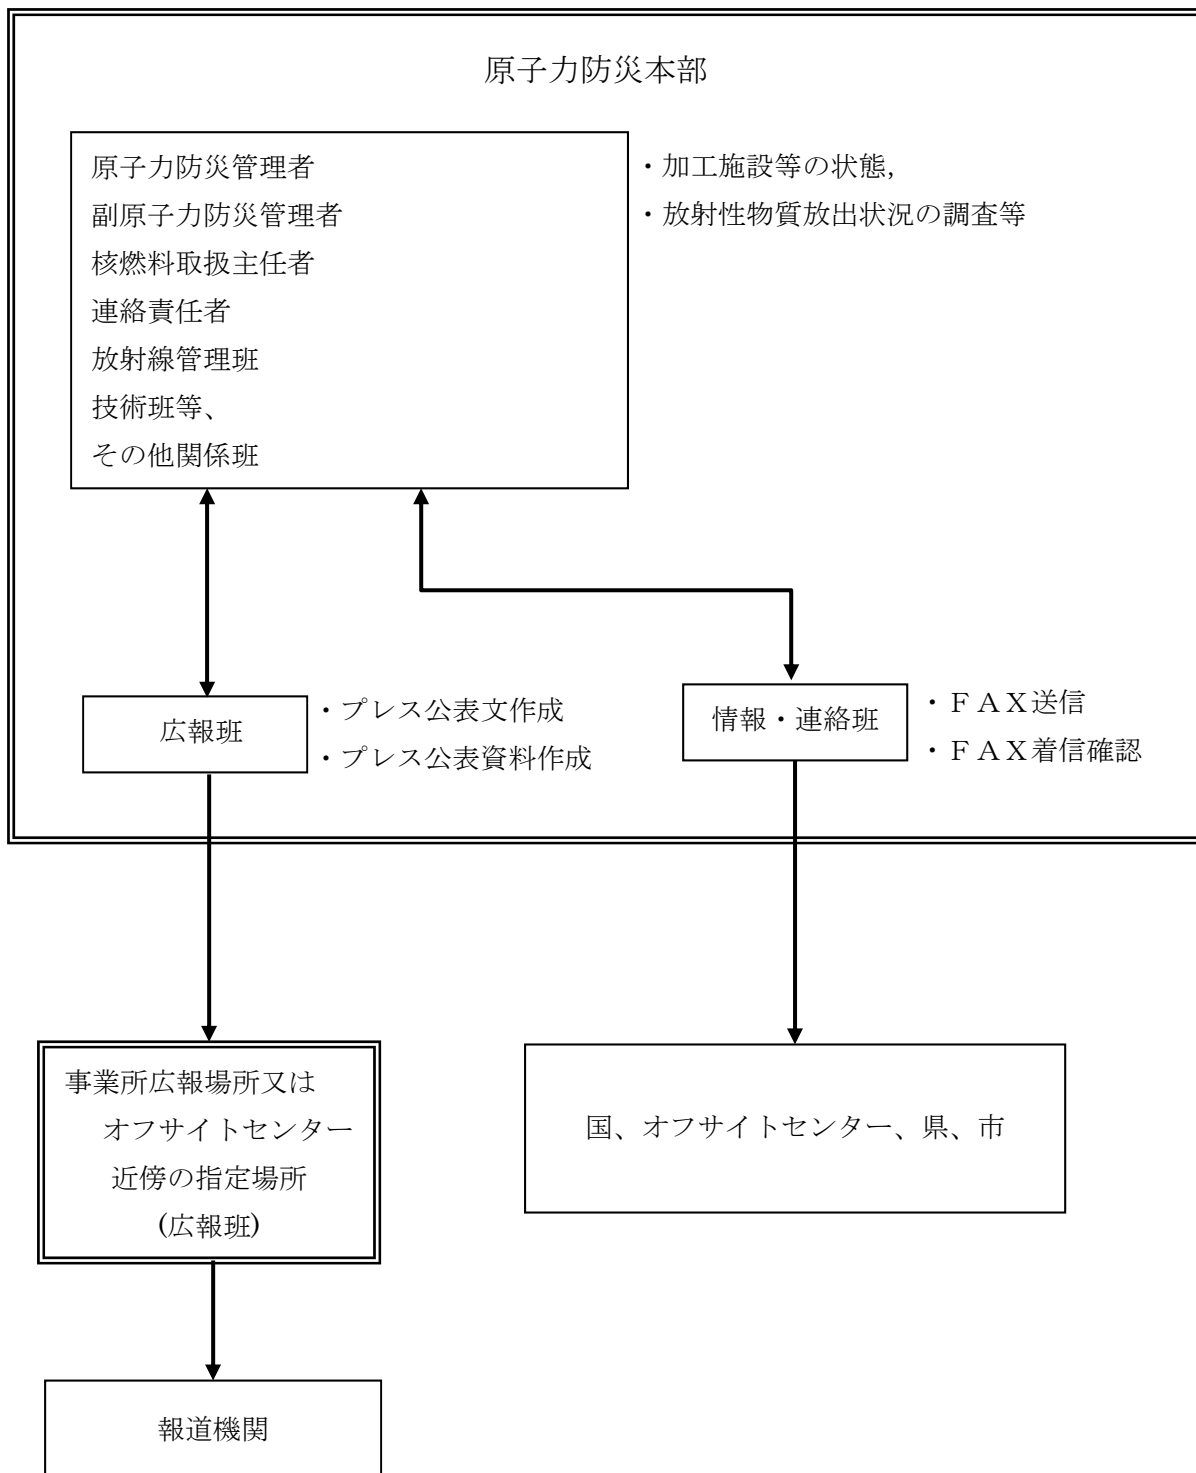 原子力防災本部
原子力防災管理者
副原子力防災管理者
核燃料取扱主任者
連絡責任者
放射線管理班
技術班等、
その他関係班
・加工施設等の状態,
・放射性物質放出状況の調査等
広報班
・プレス公表文作成
・プレス公表資料作成
情報・連絡班
・ＦＡＸ送信
・ＦＡＸ着信確認
事業所広報場所又は
オフサイトセンター
近傍の指定場所
(広報班)
国、オフサイトセンター、県、市
報道機関